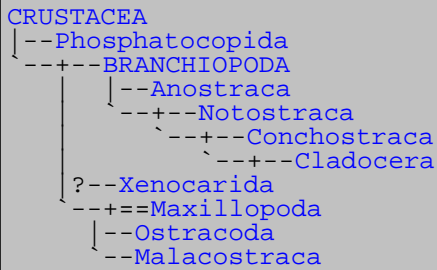 CRUSTACEA
|--Phosphatocopida
`--+--BRANCHIOPODA
   |  |--Anostraca
   |  `--+--Notostraca
   |     `--+--Conchostraca
   |        `--+--Cladocera
   |?--Xenocarida
   `--+==Maxillopoda
      |--Ostracoda
      `--Malacostraca